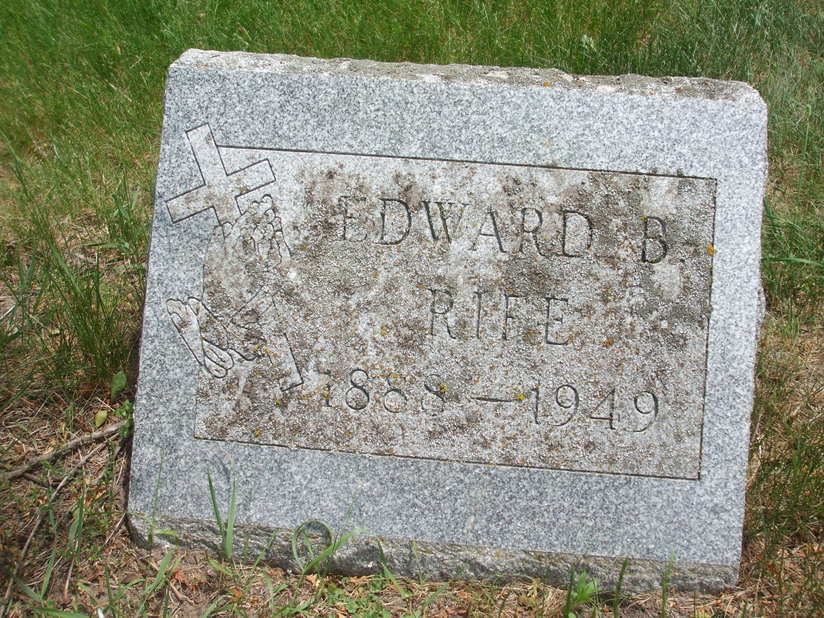 EDWARD B.
RIFE
1888 – 1949